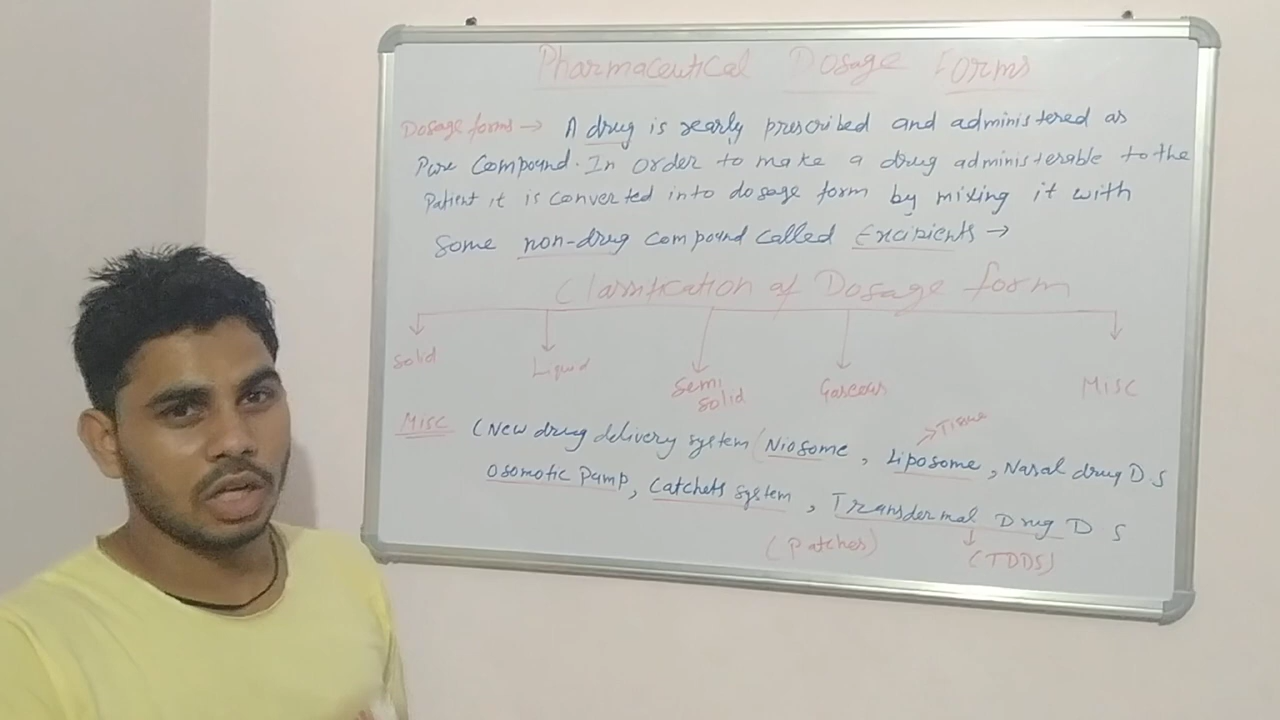 Pharmaceutical Dosage Forms
Dosage forms → A drug is rearly prescribed and administered as
Pure Compound. In order to make a drug administerable to the
Patient it is converted into dosage form by mixing it with
Some non-drug compound called Excipients →
Classification of Dosage form
Solid Liquid Semi solid Gaseous Misc
Tissue
Misc (New drug delivery system (Niosome, Liposome, Nasal drug D.S
Osomotic Pump, Catchets system, Transdermal Drug D S
(Patches) (TDDS)